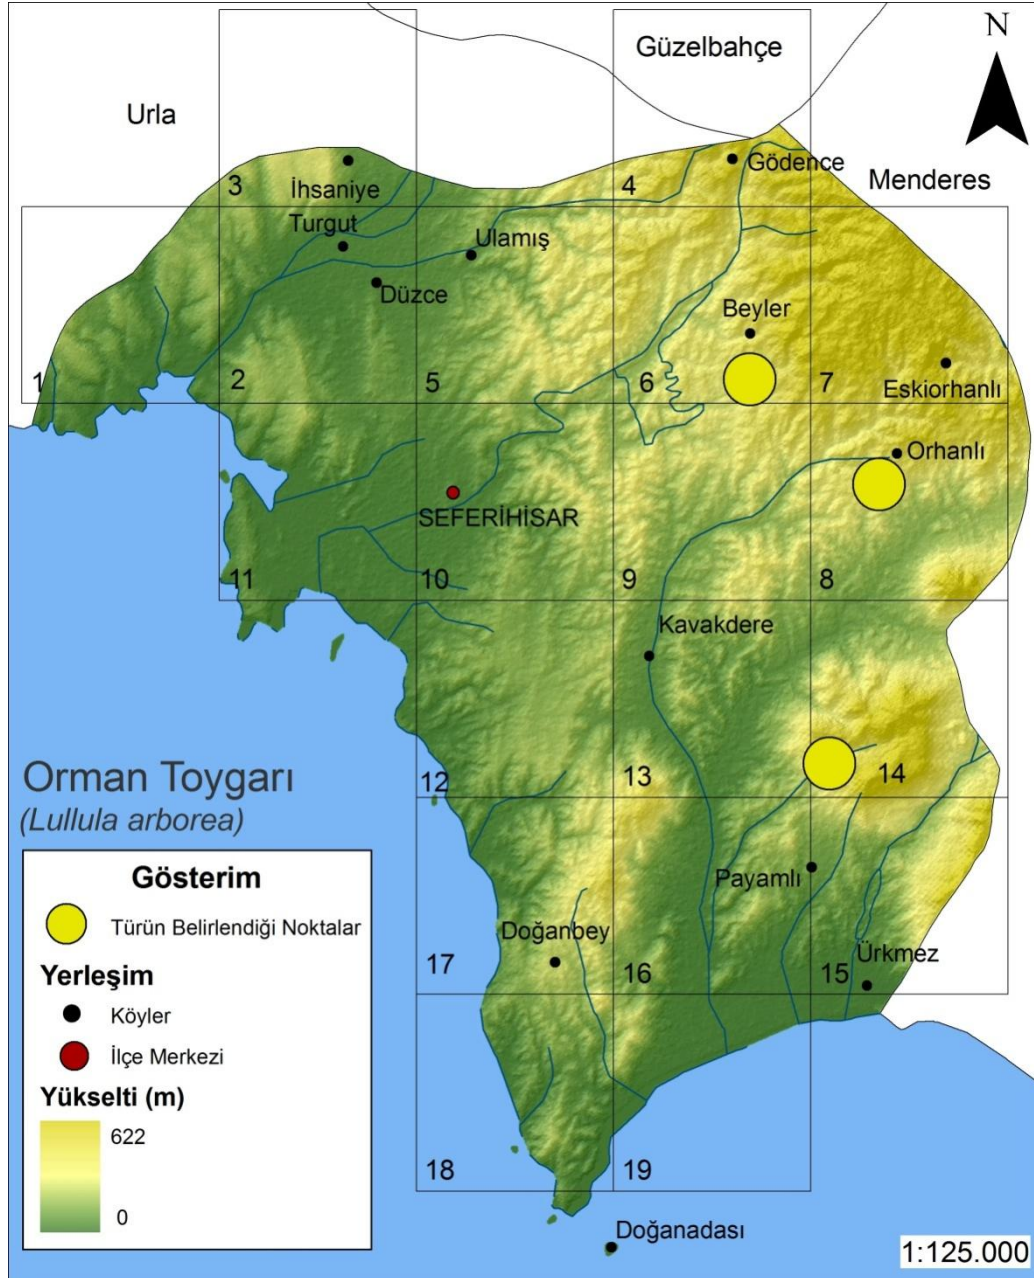 Güzelbahçe
N
Urla
Gödence
Menderes
3
4
İhsaniye
Turgut
Ulamış
Düzce
Beyler
1
2
5
6
7
Eskiorhanlı
Orhanlı
SEFERİHİSAR
11
10
9
8
Kavakdere
Orman Toygarı
(Lullula arborea)
12
13
14
Payamlı
Doğanbey
Ürkmez
17
16
15
18
19
Doğanadası
Gösterim
Türün Belirlendiği Noktalar
Yerleşim
Köyler
İlçe Merkezi
Yükselti (m)
622
0
1:125.000